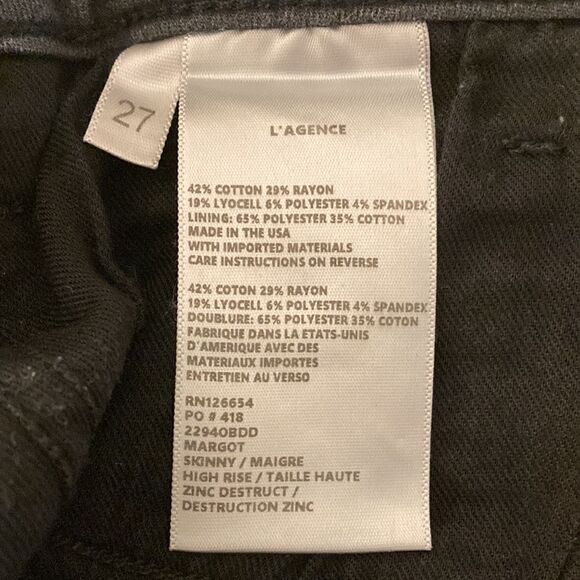 27
L'AGENCE
42% COTTON 29% RAYON
19% LYOCELL 6% POLYESTER 4% SPANDEX
LINING: 65% POLYESTER 35% COTTON
MADE IN THE USA
WITH IMPORTED MATERIALS
CARE INSTRUCTIONS ON REVERSE
42% COTON 29% RAYON
19% LYOCELL 6% POLYESTER 4% SPANDEX
DOUBLURE: 65% POLYESTER 35% COTON
FABRIQUE DANS LA ETATS-UNIS
D'AMERIQUE AVEC DES
MATERIAUX IMPORTES
ENTRETIEN AU VERSO
RN126654
PO # 418
2294OBDD
MARGOT
SKINNY / MAIGRE
HIGH RISE / TAILLE HAUTE
ZINC DESTRUCT /
DESTRUCTION ZINC